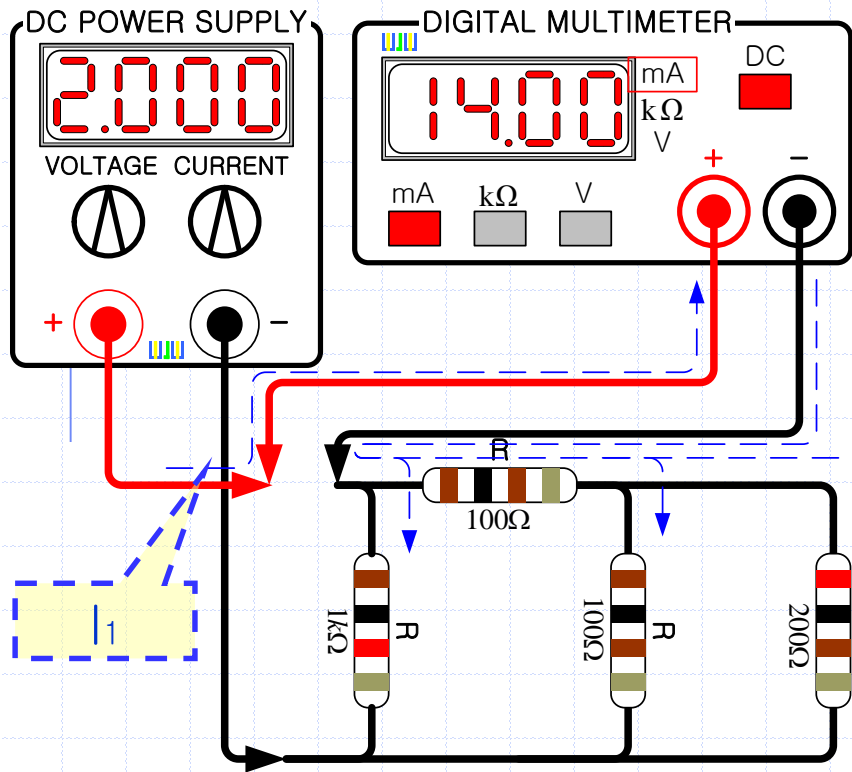 DC POWER SUPPLY
2.000
VOLTAGE CURRENT
+ −
DIGITAL MULTIMETER
14.00
mA
kΩ
V
DC
mA kΩ V
+ −
I1
R
100Ω
1kΩ
R
100Ω
R
200Ω